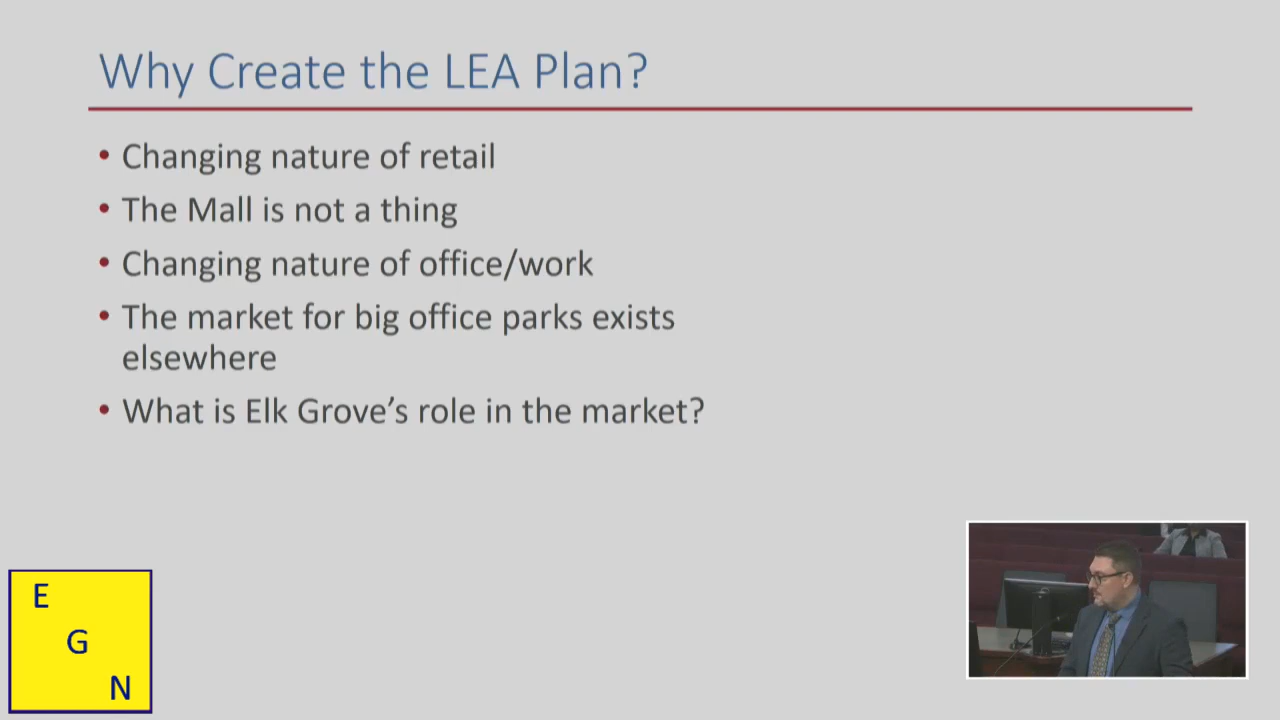 Why Create the LEA Plan?
• Changing nature of retail
• The Mall is not a thing
• Changing nature of office/work
• The market for big office parks exists
elsewhere
• What is Elk Grove’s role in the market?
E
G
N